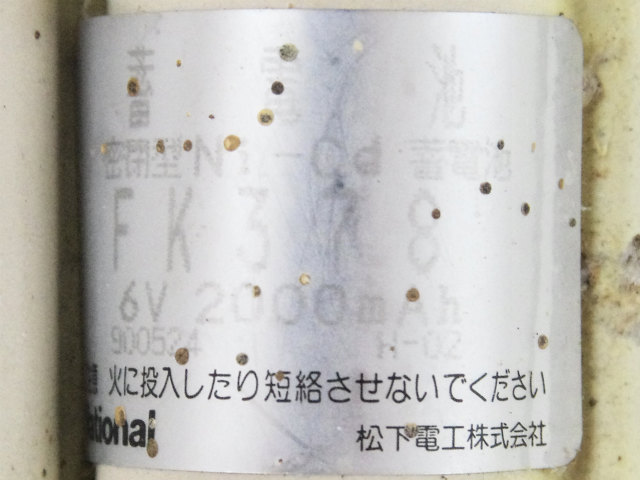 蓄電池
密閉型Ni-Cd 蓄電池
FK378
6V 2000mAh
900524 H-02
火に投入したり短絡させないでください
National 松下電工株式会社